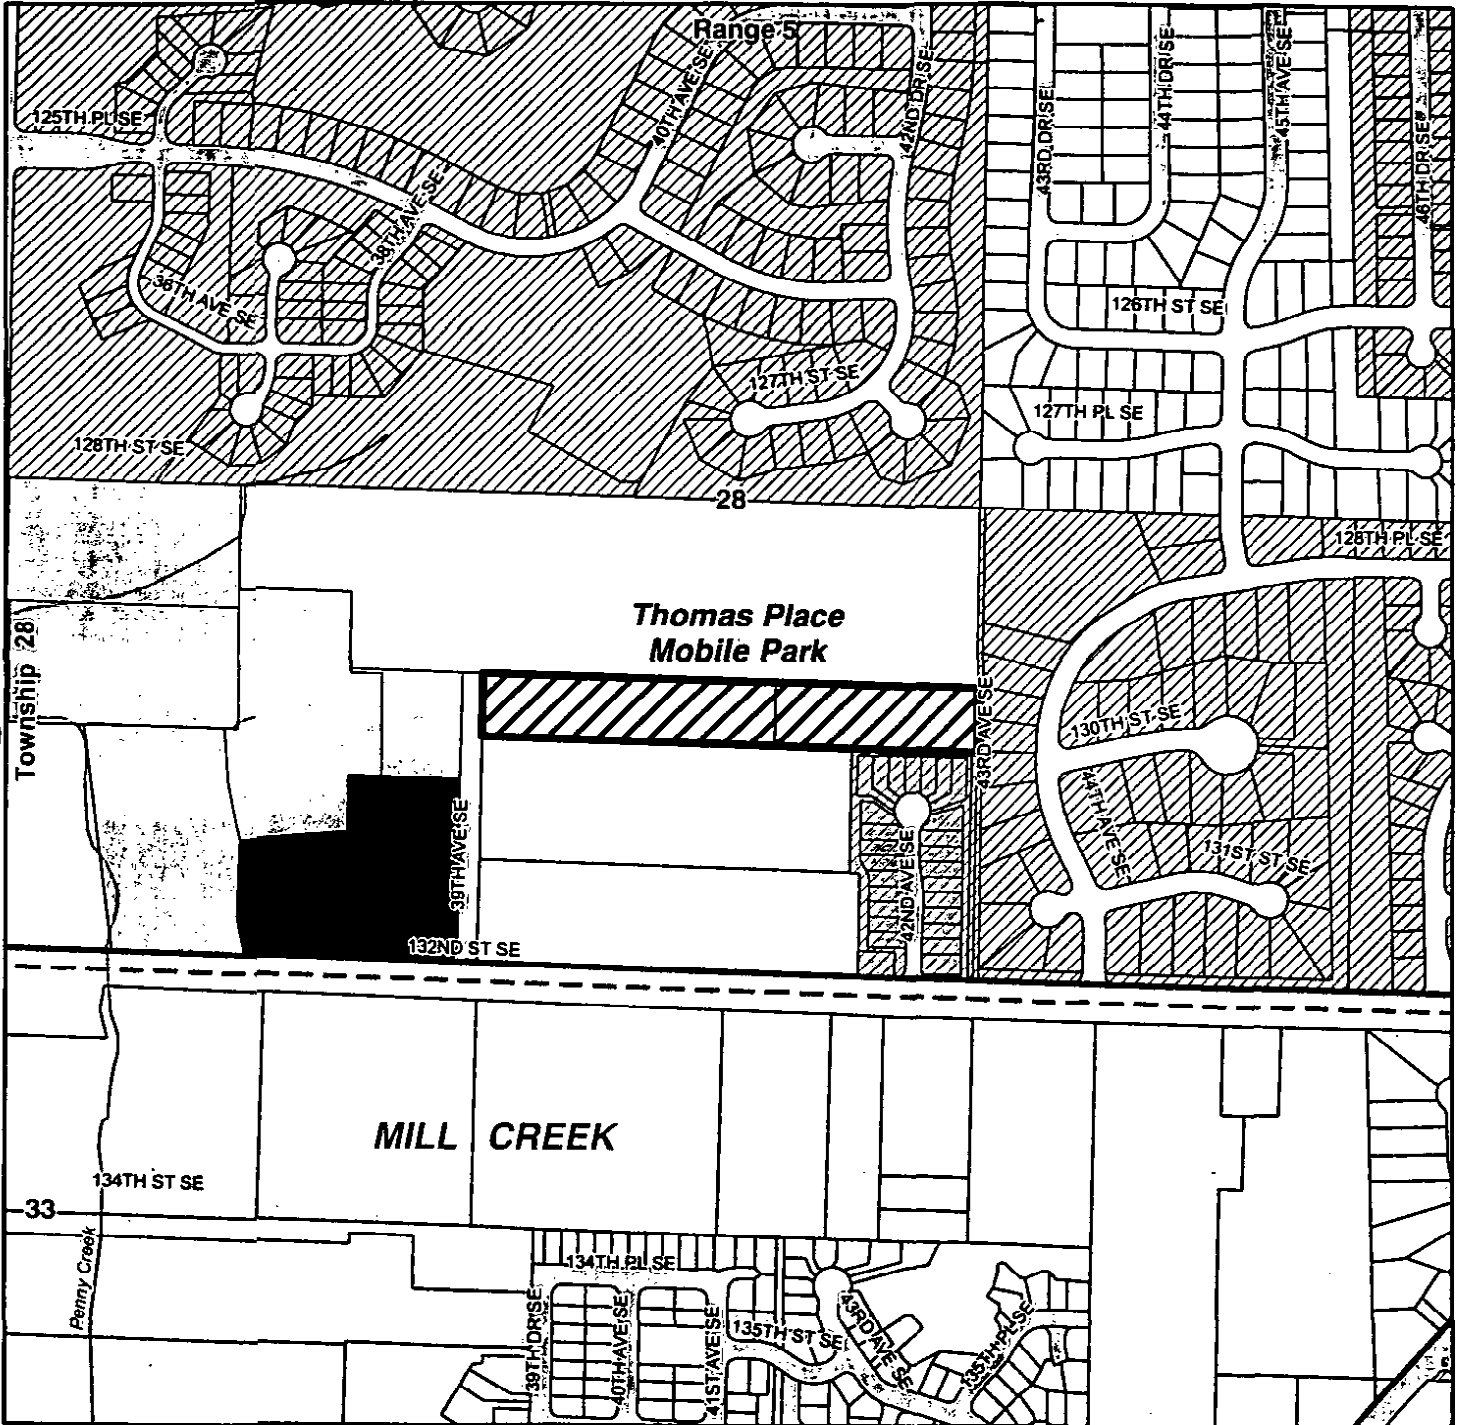 Range 5
40TH AVE SE
42ND DR SE
43RD DR SE
44TH DR SE
45TH AVE SE
46TH DR SE
125TH PL SE
38TH AVE SE
36TH AVE SE
126TH ST SE
127TH ST SE
127TH PL SE
128TH ST SE
28
128TH PL SE
Thomas Place
Mobile Park
Township 28
43RD AVE SE
130TH ST SE
44TH AVE SE
131ST ST SE
39TH AVE SE
42ND AVE SE
132ND ST SE
MILL CREEK
134TH ST SE
33
Penny Creek
134TH PL SE
39TH DR SE
40TH AVE SE
41ST AVE SE
135TH ST SE
43RD AVE SE
135TH PL SE